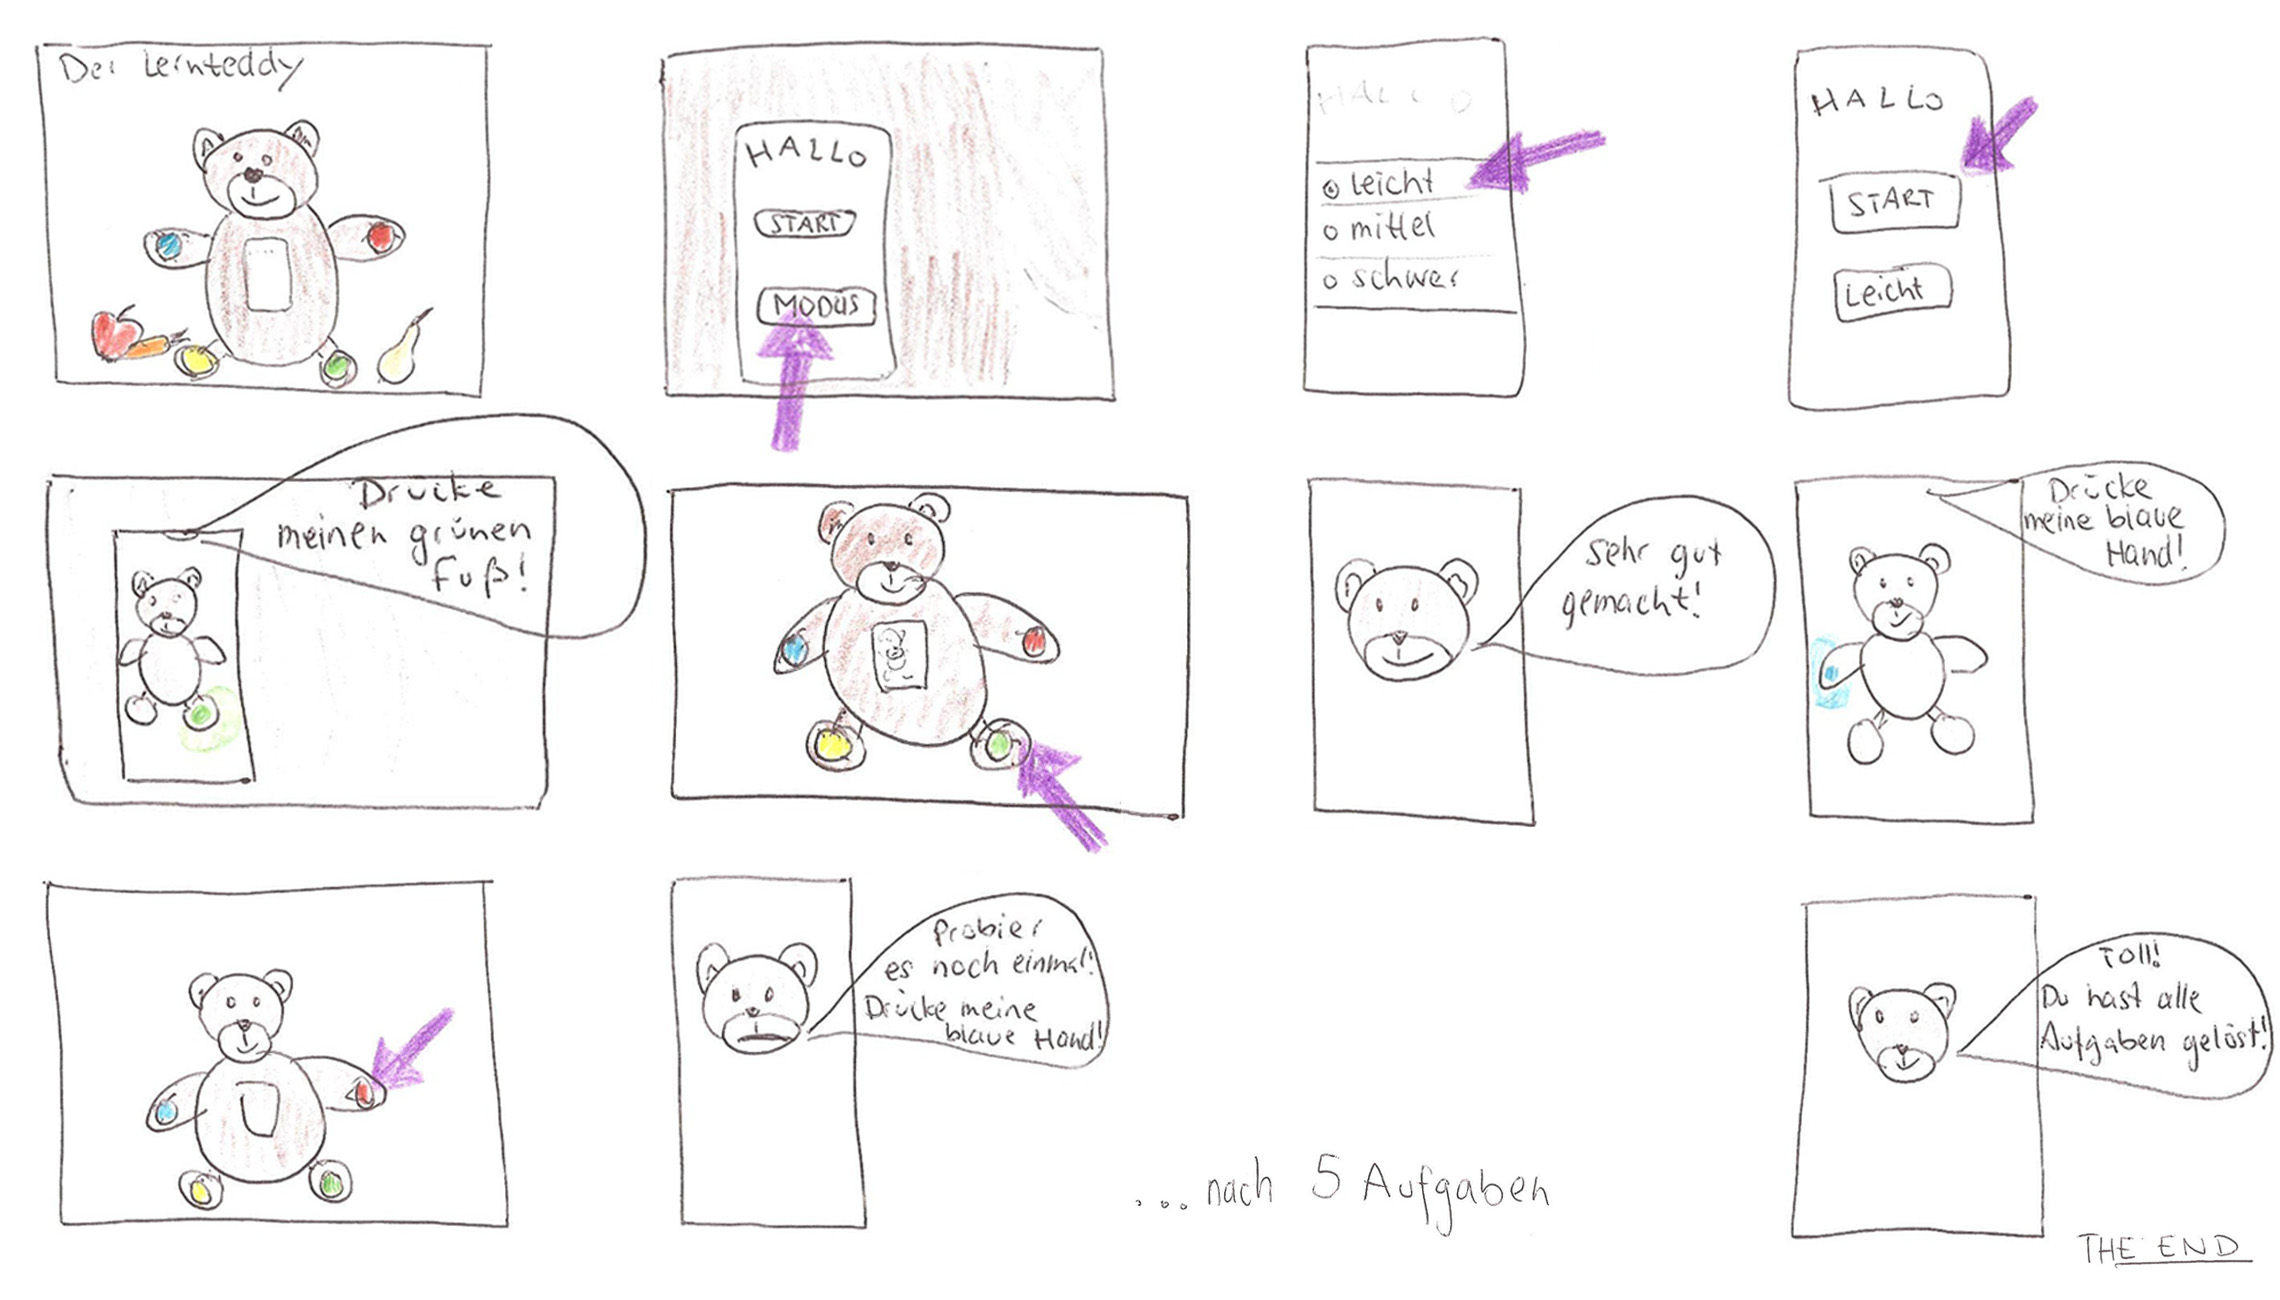 Der Lernteddy
HALLO
START
MODUS
HALLO
leicht
mittel
schwer
HALLO
START
Leicht
Drücke
meinen grünen
Fuß!
Sehr gut
gemacht!
Drücke
meine blaue
Hand!
Probier
es noch einmal!
Drücke meine
blaue Hand!
...nach 5 Aufgaben
Toll!
Du hast alle
Aufgaben gelöst!
THE END